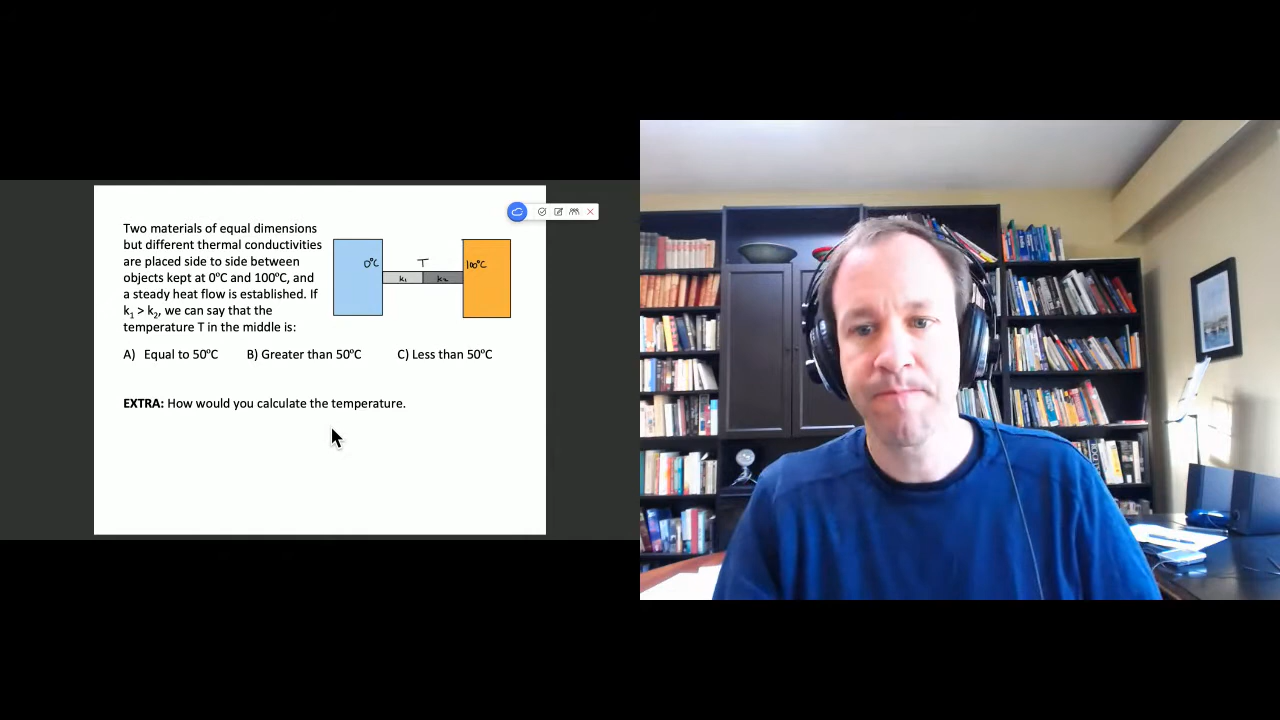 Two materials of equal dimensions
but different thermal conductivities
are placed side to side between
objects kept at 0°C and 100°C, and
a steady heat flow is established. If
k₁ > k₂, we can say that the
temperature T in the middle is:
0°C
T
100°C
k₁
k₂
A) Equal to 50°C B) Greater than 50°C C) Less than 50°C
EXTRA: How would you calculate the temperature.